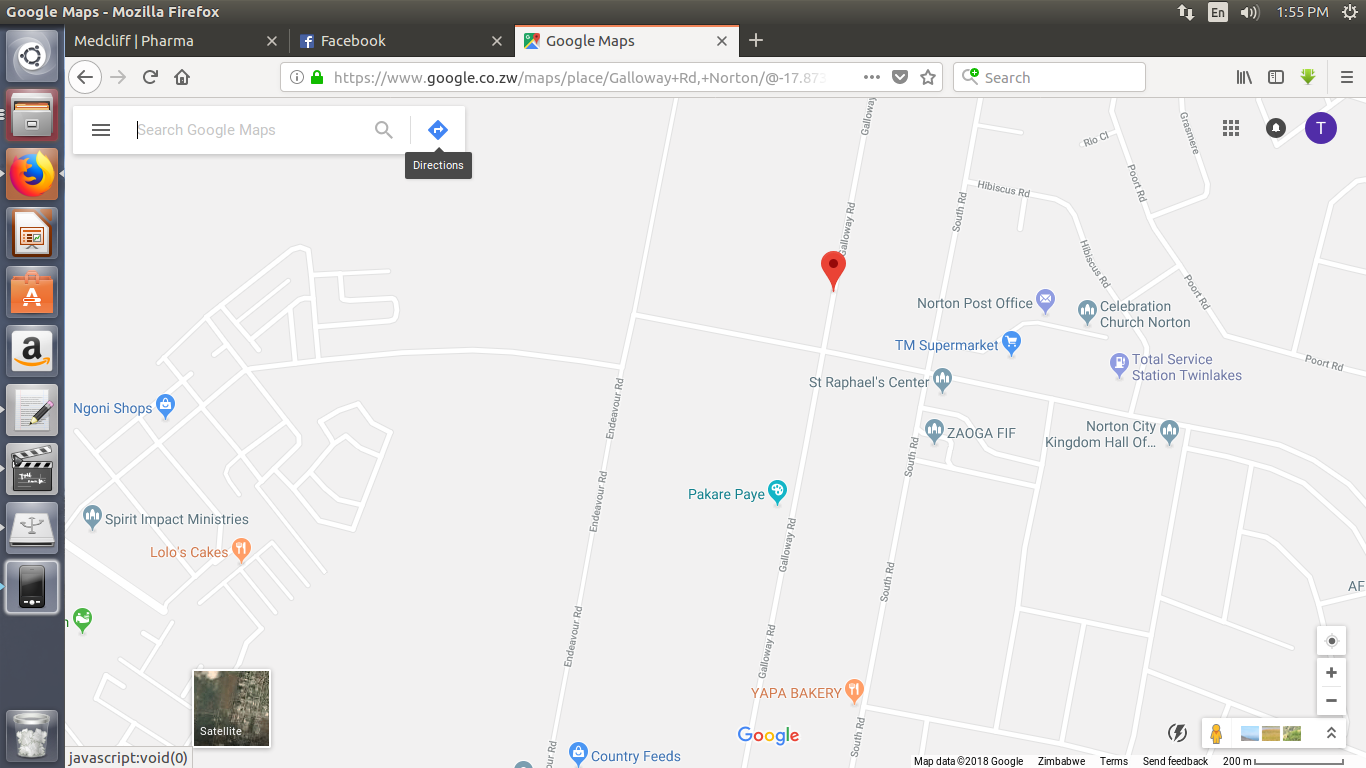 Google Maps - Mozilla Firefox
En
1:55 PM
Medcliff | Pharma
Facebook
Google Maps
https://www.google.co.zw/maps/place/Galloway+Rd,+Norton/@-17.873
Search
Search Google Maps
Directions
T
Galloway
Rio Cl
Grasmere
Poort Rd
Hibiscus Rd
South Rd
Galloway Rd
Hibiscus Rd
Poort Rd
Norton Post Office
Celebration
Church Norton
TM Supermarket
Total Service
Station Twinlakes
Poort Rd
St Raphael's Center
Ngoni Shops
Endeavour Rd
ZAOGA FIF
Norton City
Kingdom Hall Of...
South Rd
Pakare Paye
Endeavour Rd
Spirit Impact Ministries
Galloway Rd
Lolo's Cakes
South Rd
AF
Endeavour Rd
Galloway Rd
YAPA BAKERY
Satellite
Google
South Rd
Country Feeds
ur Rd
javascript:void(0)
Map data ©2018 Google
Zimbabwe
Terms
Send feedback
200 m